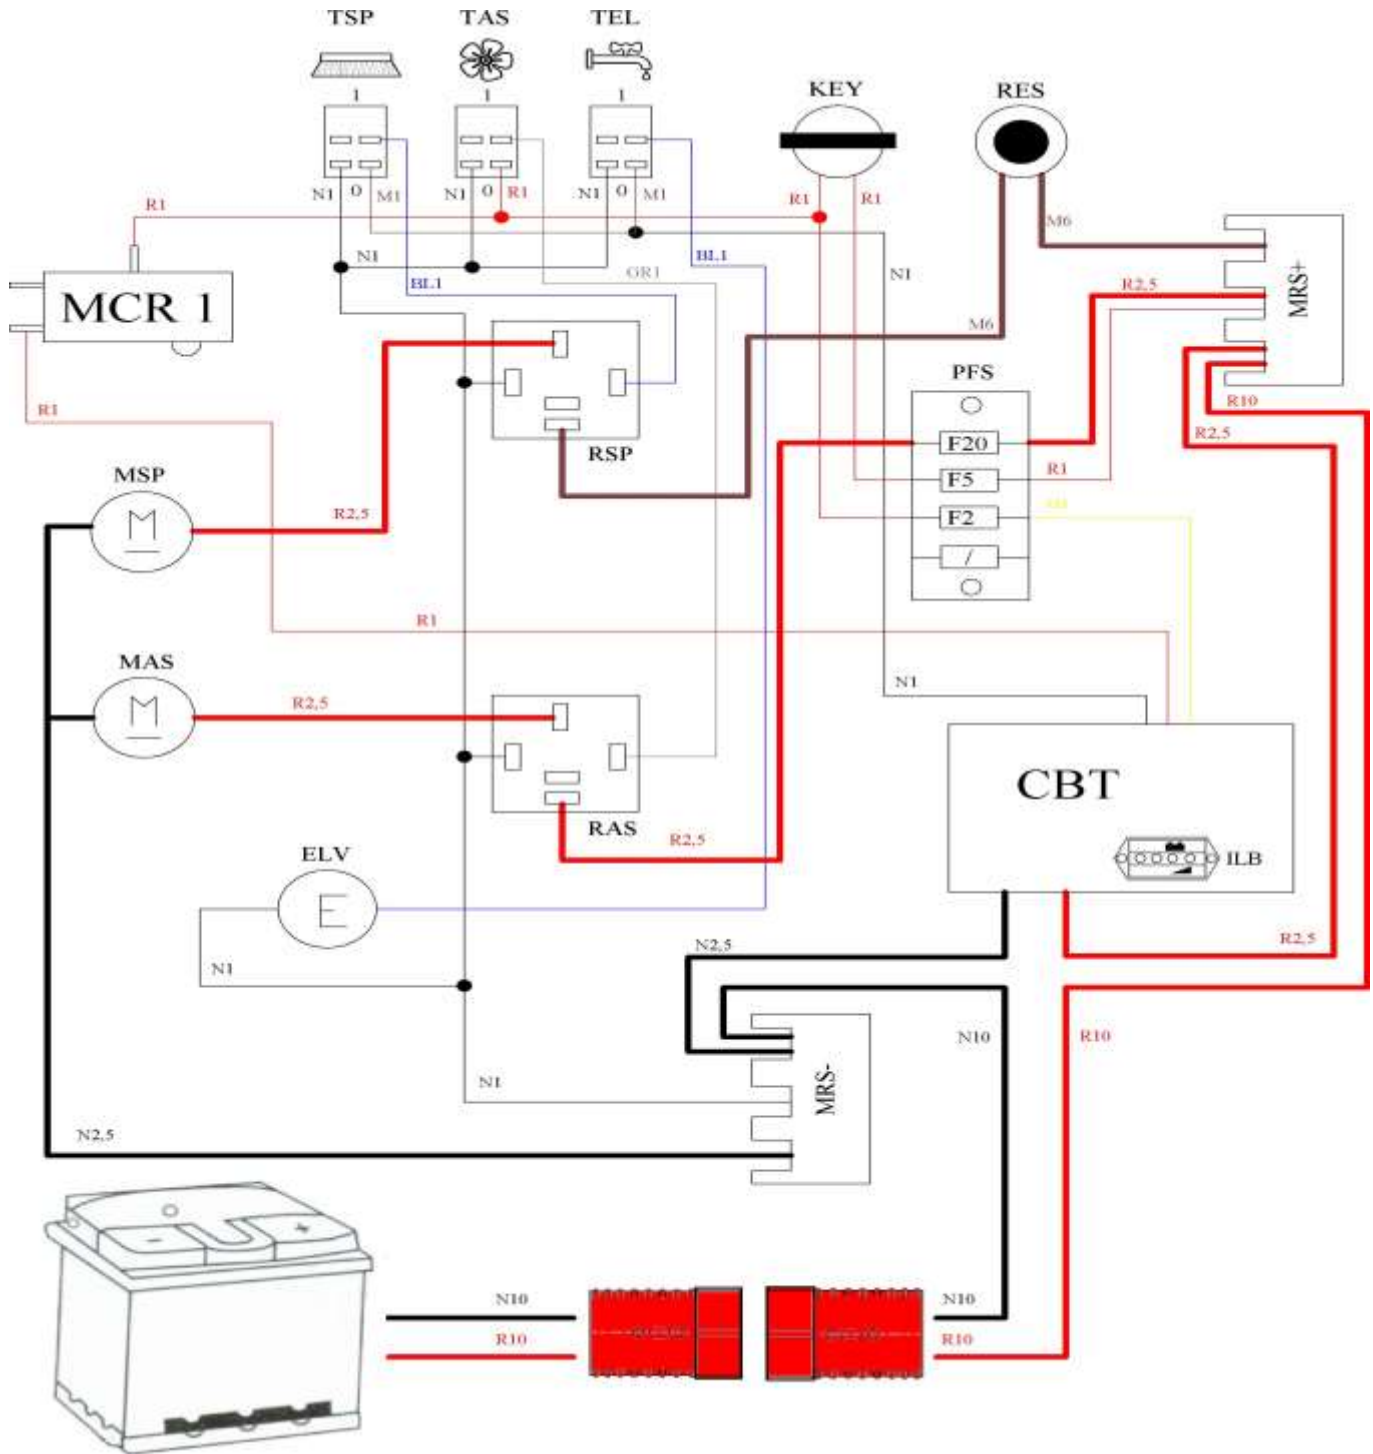 TSP TAS TEL
1 1 1
KEY RES
N1 0 M1 N1 0 R1 N1 0 M1
R1 R1 R1 M6
N1 GR1 BL1 N1
BL1 R2,5
MCR 1 MRS+
M6
PFS
R1 R10
F20 R2,5
RSP
MSP F5 R1
R2,5 F2
/
M
R1
MAS
R2,5 N1
M
CBT
RAS R2,5
ELV ILB
E
N2,5 R2,5
N1
N10 R10
N1 MRS-
N2,5
- +
N10 N10
R10 R10